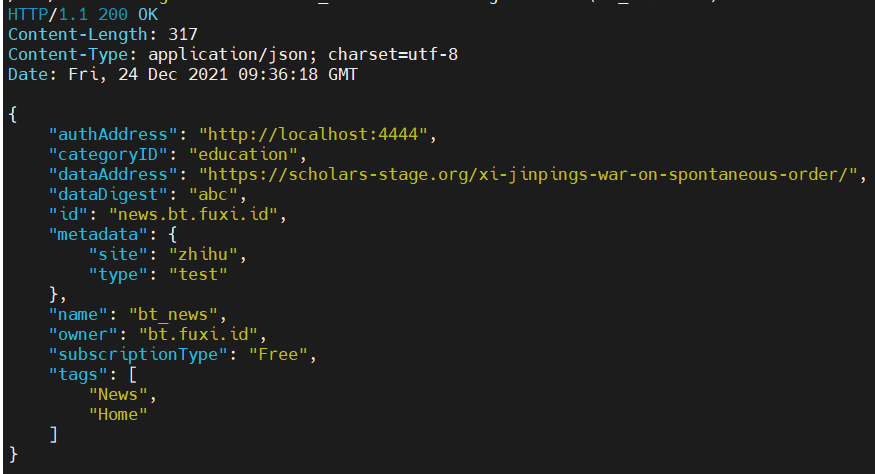 HTTP/1.1 200 OK
Content-Length: 317
Content-Type: application/json; charset=utf-8
Date: Fri, 24 Dec 2021 09:36:18 GMT
{
    "authAddress": "http://localhost:4444",
    "categoryID": "education",
    "dataAddress": "https://scholars-stage.org/xi-jinpings-war-on-spontaneous-order/",
    "dataDigest": "abc",
    "id": "news.bt.fuxi.id",
    "metadata": {
        "site": "zhihu",
        "type": "test"
    },
    "name": "bt_news",
    "owner": "bt.fuxi.id",
    "subscriptionType": "Free",
    "tags": [
        "News",
        "Home"
    ]
}